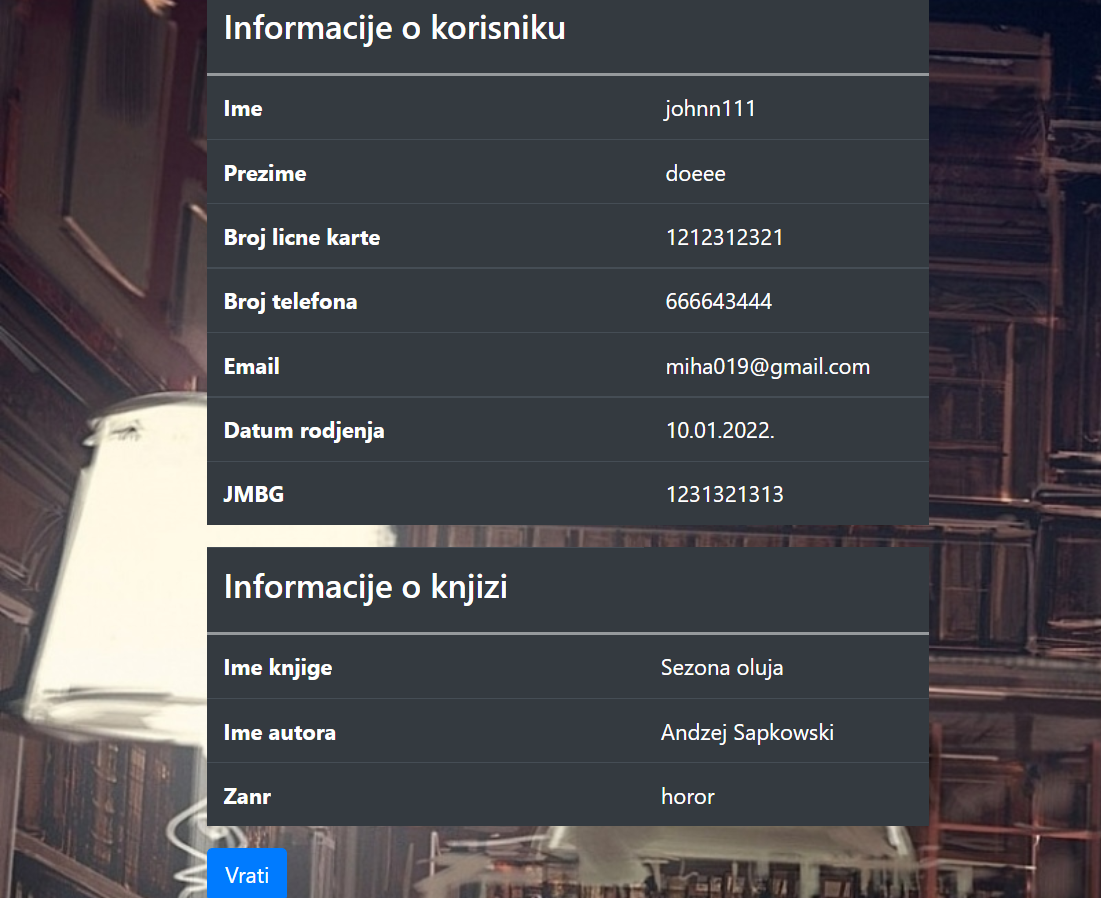 Informacije o korisniku
Ime johnn111
Prezime doeee
Broj licne karte 1212312321
Broj telefona 666643444
Email miha019@gmail.com
Datum rodjenja 10.01.2022.
JMBG 1231321313
Informacije o knjizi
Ime knjige Sezona oluja
Ime autora Andzej Sapkowski
Zanr horor
Vrati